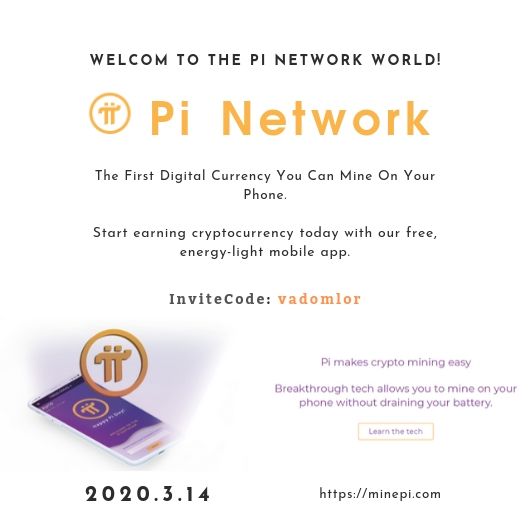 WELCOM TO THE PI NETWORK WORLD!
Pi Network
The First Digital Currency You Can Mine On Your
Phone.
Start earning cryptocurrency today with our free,
energy-light mobile app.
InviteCode: vadomlor
Happy Pi Day!
Pi makes crypto mining easy
Breakthrough tech allows you to mine on your
phone without draining your battery.
Learn the tech
2020.3.14
https://minepi.com